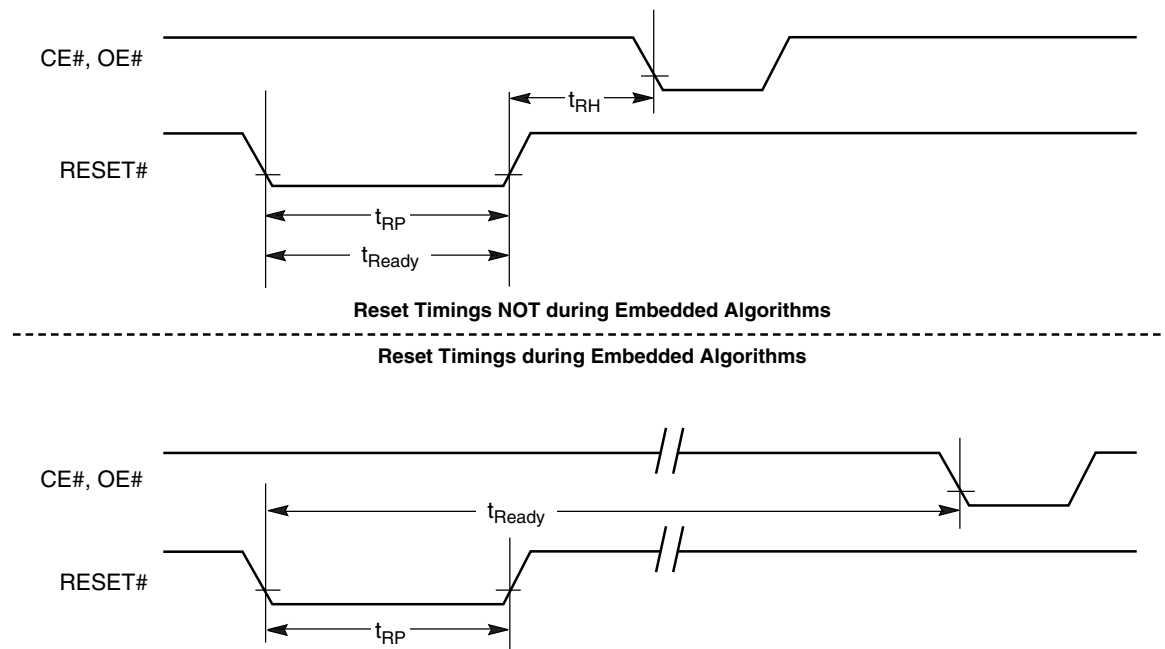 CE#, OE#
tRH
RESET#
tRP
tReady
Reset Timings NOT during Embedded Algorithms
Reset Timings during Embedded Algorithms
CE#, OE#
tReady
RESET#
tRP